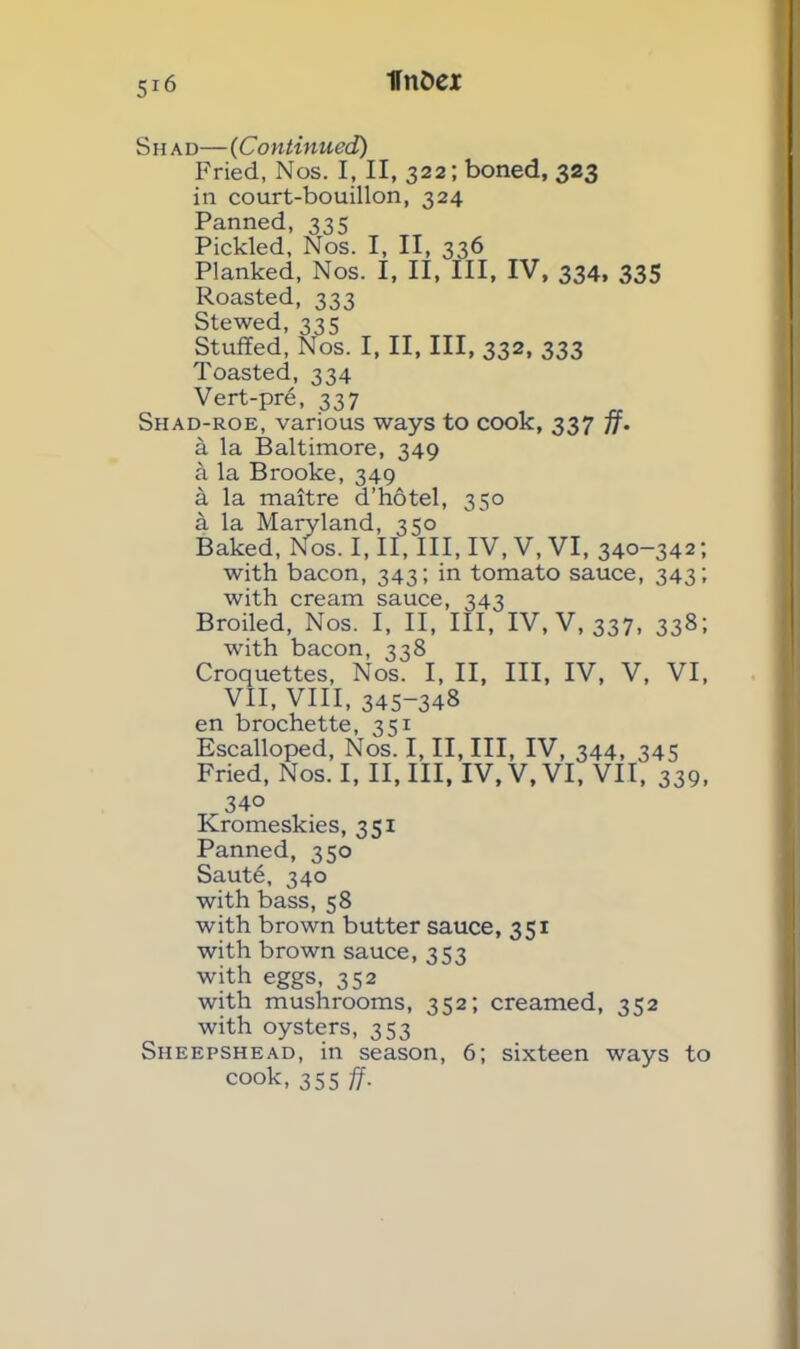 516 Index
Shad—(Continued)
Fried, Nos. I, II, 322; boned, 323
in court-bouillon, 324
Panned, 335
Pickled, Nos. I, II, 336
Planked, Nos. I, II, III, IV, 334, 335
Roasted, 333
Stewed, 335
Stuffed, Nos. I, II, III, 332, 333
Toasted, 334
Vert-pré, 337
Shad-roe, various ways to cook, 337 ff.
à la Baltimore, 349
à la Brooke, 349
à la maître d'hôtel, 350
à la Maryland, 350
Baked, Nos. I, II, III, IV, V, VI, 340-342;
with bacon, 343; in tomato sauce, 343;
with cream sauce, 343
Broiled, Nos. I, II, III, IV, V, 337, 338;
with bacon, 338
Croquettes, Nos. I, II, III, IV, V, VI,
VII, VIII, 345-348
en brochette, 351
Escalloped, Nos. I, II, III, IV, 344, 345
Fried, Nos. I, II, III, IV, V, VI, VII, 339,
340
Kromeskies, 351
Panned, 350
Sauté, 340
with bass, 58
with brown butter sauce, 351
with brown sauce, 353
with eggs, 352
with mushrooms, 352; creamed, 352
with oysters, 353
Sheepshead, in season, 6; sixteen ways to
cook, 355 ff.